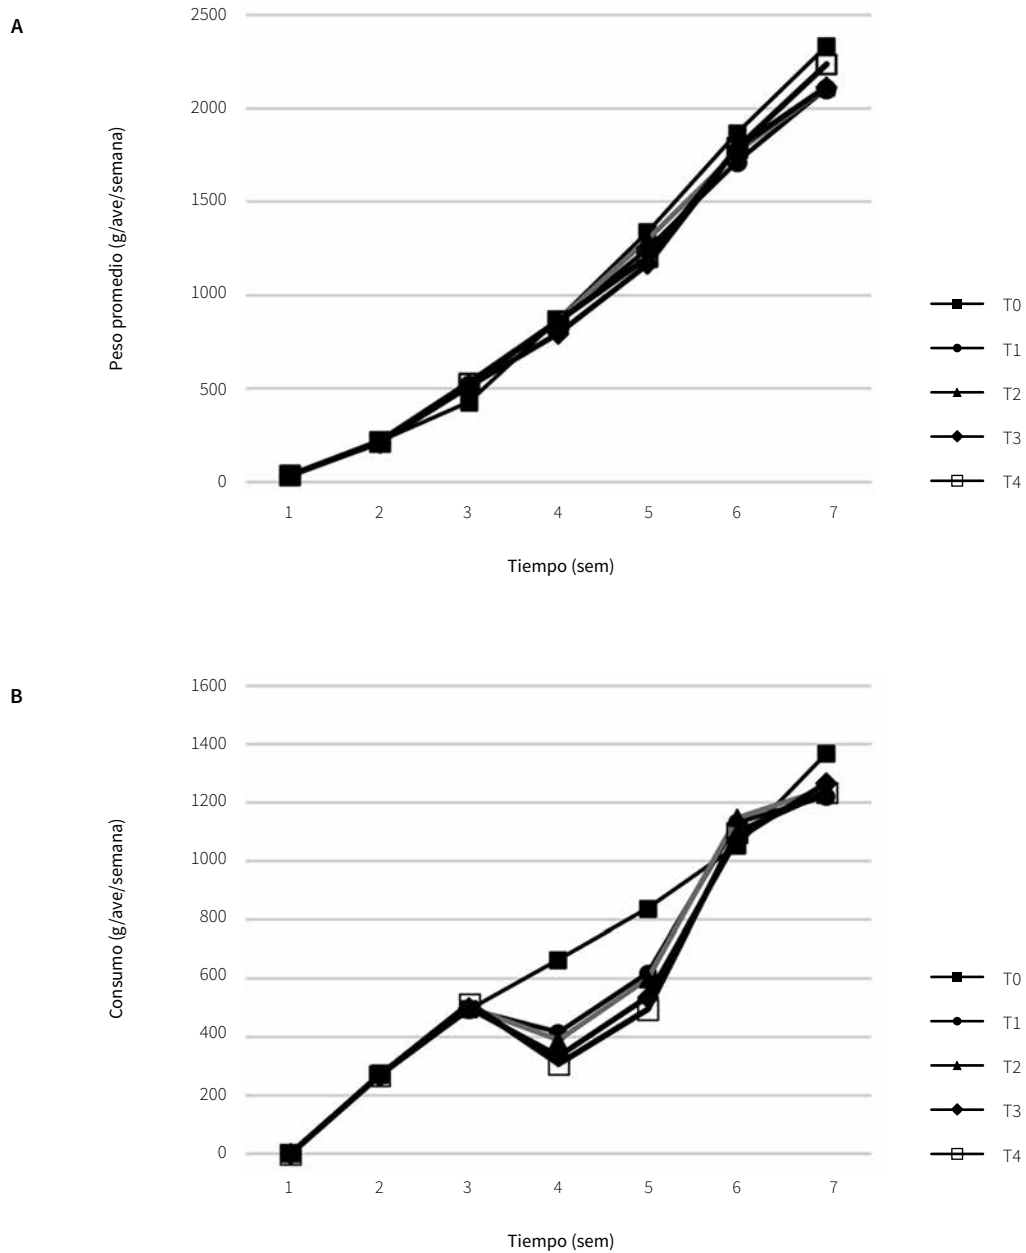 A
Peso promedio (g/ave/semana)
2500
2000
1500
1000
500
0
1 2 3 4 5 6 7
Tiempo (sem)
T0
T1
T2
T3
T4
B
Consumo (g/ave/semana)
1600
1400
1200
1000
800
600
400
200
0
1 2 3 4 5 6 7
Tiempo (sem)
T0
T1
T2
T3
T4